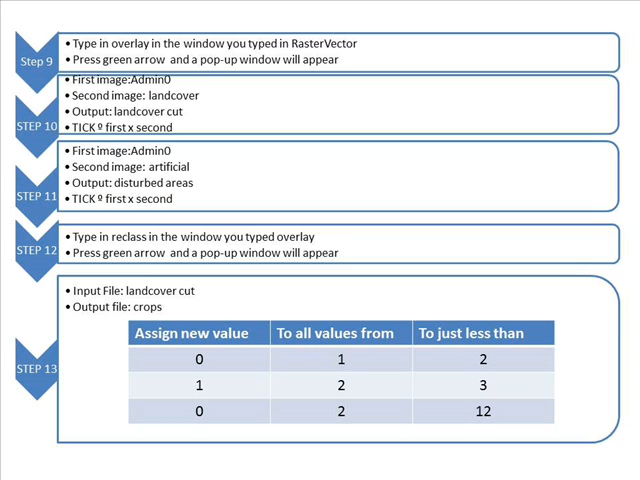 Step 9
• Type in overlay in the window you typed in RasterVector
• Press green arrow and a pop-up window will appear
STEP 10
• First image:Admin0
• Second image: landcover
• Output: landcover cut
• TICK º first x second
STEP 11
• First image:Admin0
• Second image: artificial
• Output: disturbed areas
• TICK º first x second
STEP 12
• Type in reclass in the window you typed overlay
• Press green arrow and a pop-up window will appear
STEP 13
• Input File: landcover cut
• Output file: crops
Assign new value To all values from To just less than
0 1 2
1 2 3
0 2 12